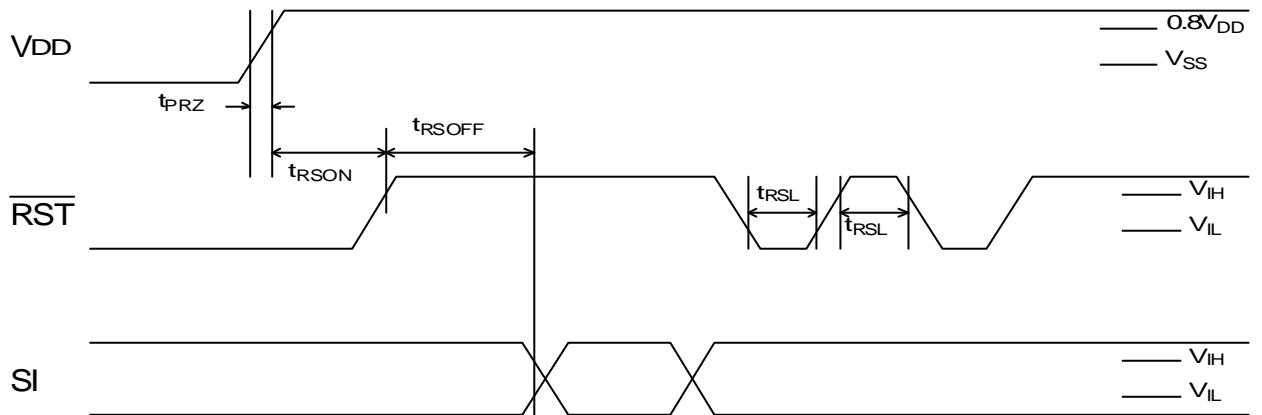 VDD
0.8VDD
VSS
tPRZ
tRSON
tRSOFF
RST
tRSL
tRSL
VIH
VIL
SI
VIH
VIL